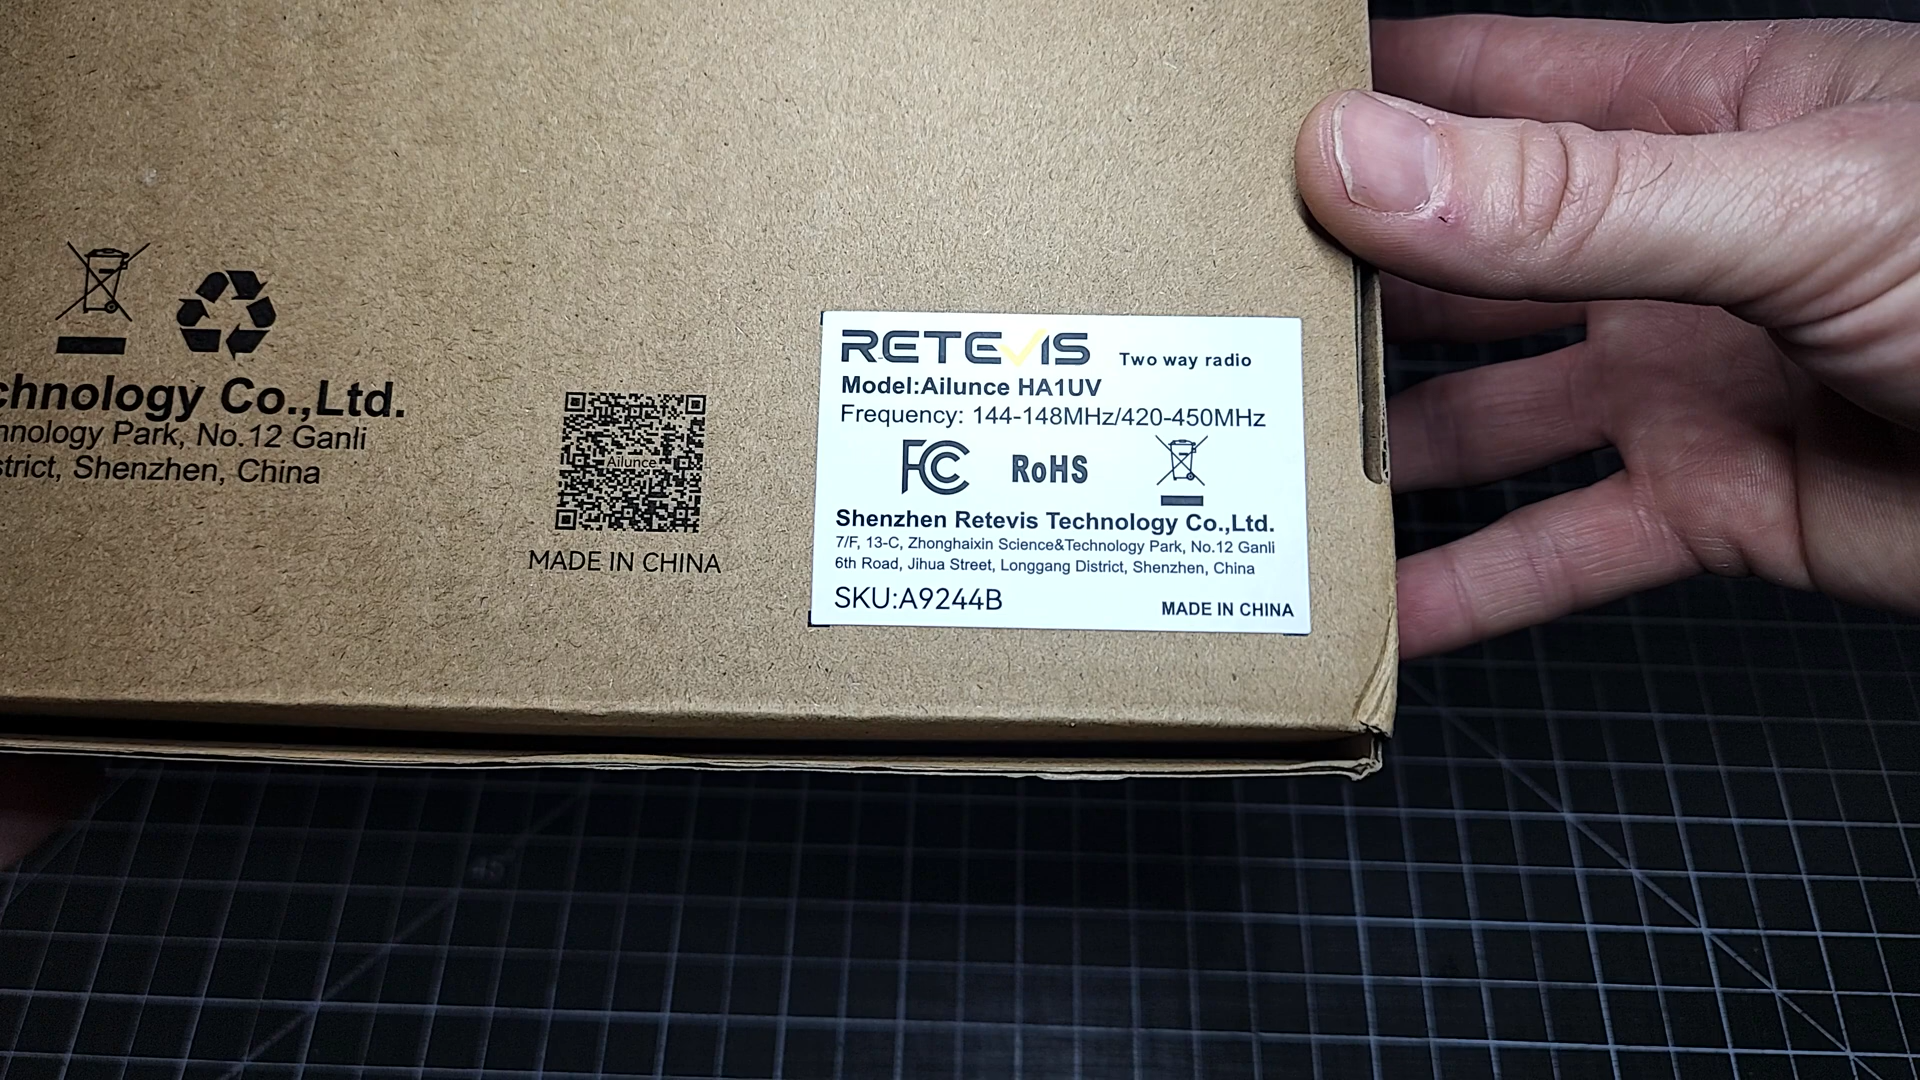 chnology Co.,Ltd.
hnology Park, No.12 Ganli
strict, Shenzhen, China
Ailunce
MADE IN CHINA
RETEVIS Two way radio
Model:Ailunce HA1UV
Frequency: 144-148MHz/420-450MHz
FC RoHS
Shenzhen Retevis Technology Co.,Ltd.
7/F, 13-C, Zhonghaixin Science&Technology Park, No.12 Ganli
6th Road, Jihua Street, Longgang District, Shenzhen, China
SKU:A9244B MADE IN CHINA